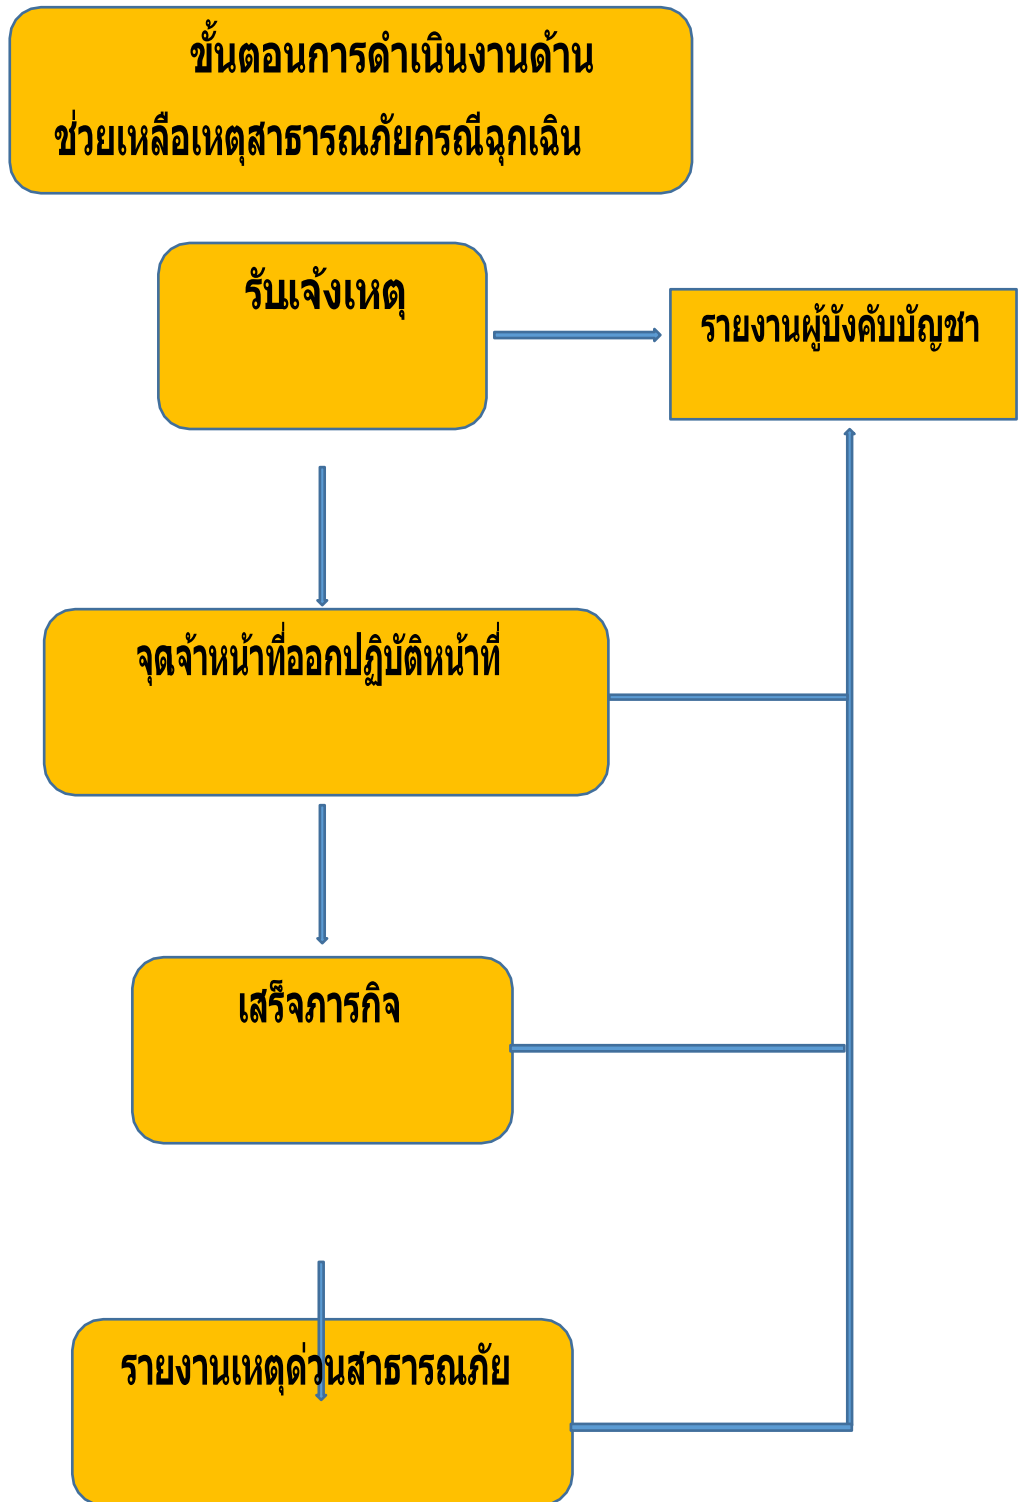 ขั้นตอนการดำเนินงานด้าน
ช่วยเหลือเหตุสาธารณภัยกรณีฉุกเฉิน
รับแจ้งเหตุ
รายงานผู้บังคับบัญชา
จุดเจ้าหน้าที่ออกปฏิบัติหน้าที่
เสร็จภารกิจ
รายงานเหตุด่วนสาธารณภัย